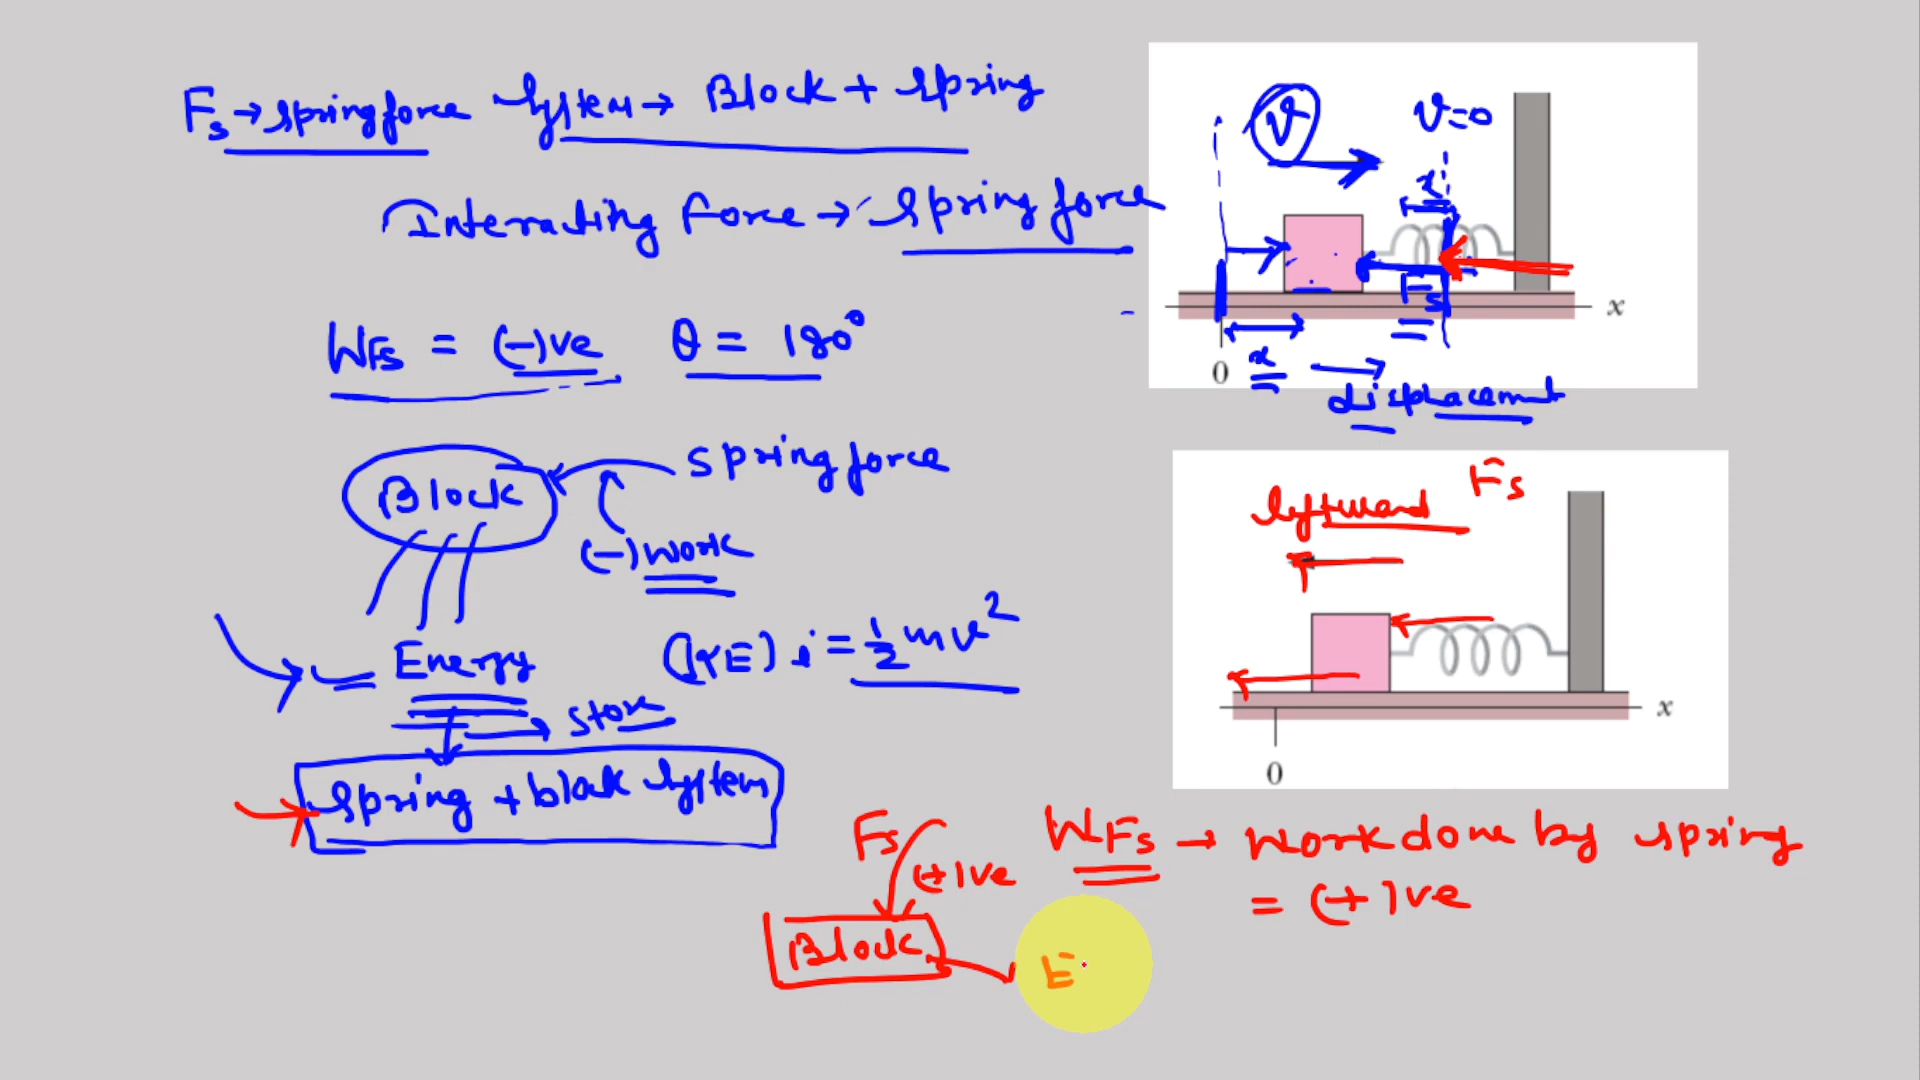 Fs → spring force System → Block + spring
Interacting force → spring force
WFs = (-)ve θ = 180°
Block
spring force
(-) work
Energy
(KE)i = 1/2 mv²
store
Spring + block system
v
v=0
x
Fs
x
0
x
displacement
leftward
Fs
x
0
Fs
(+)ve
WFs → work done by spring
= (+)ve
Block
E